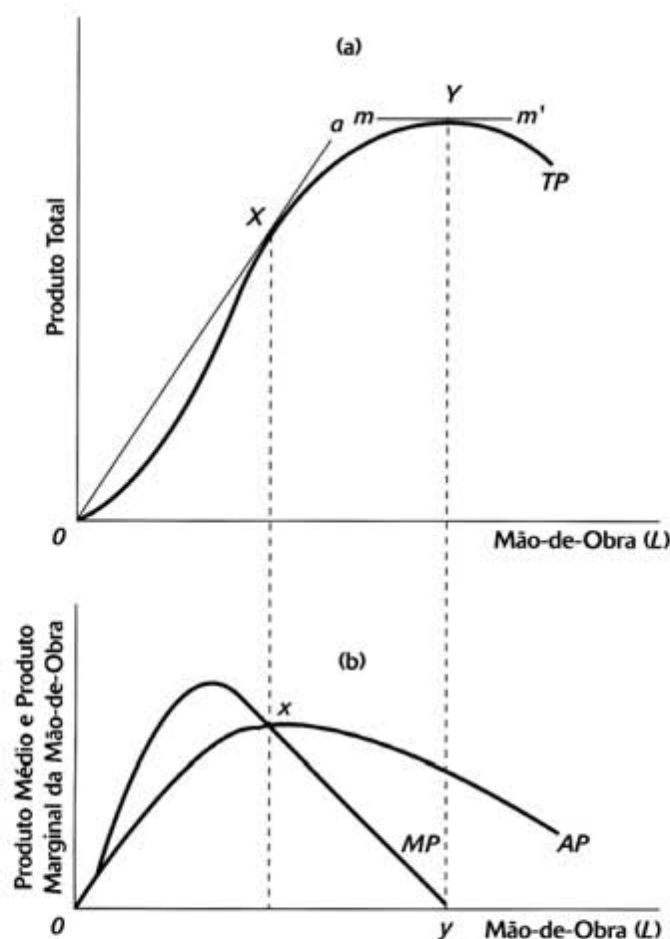 (a)
Y
a m m'
X
TP
Produto Total
0
Mão-de-Obra (L)
(b)
Produto Médio e Produto
Marginal da Mão-de-Obra
x
MP
AP
0
y
Mão-de-Obra (L)